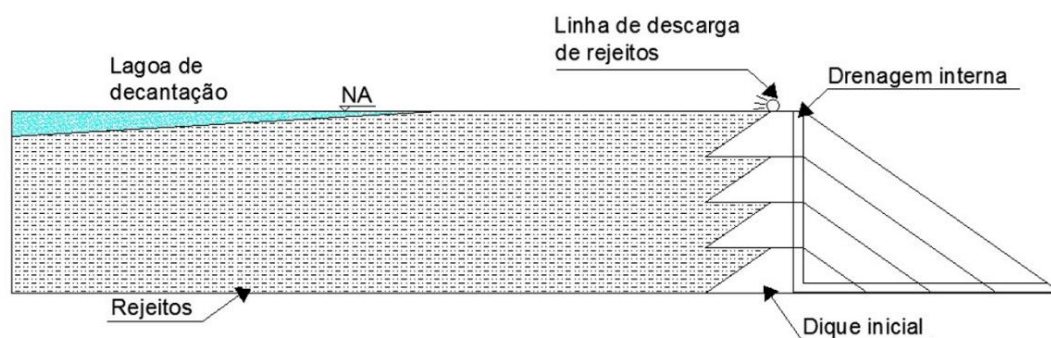 Linha de descarga
de rejeitos
Lagoa de
decantação
NA
Drenagem interna
Rejeitos
Dique inicial